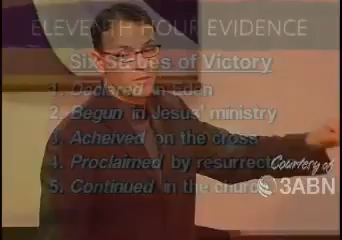 ELEVENTH HOUR EVIDENCE
Six Stages of Victory
1. Declared in Eden
2. Begun in Jesus' ministry
3. Acheived on the cross
4. Proclaimed by resurrect
5. Continued in the church
Courtesy of
3ABN